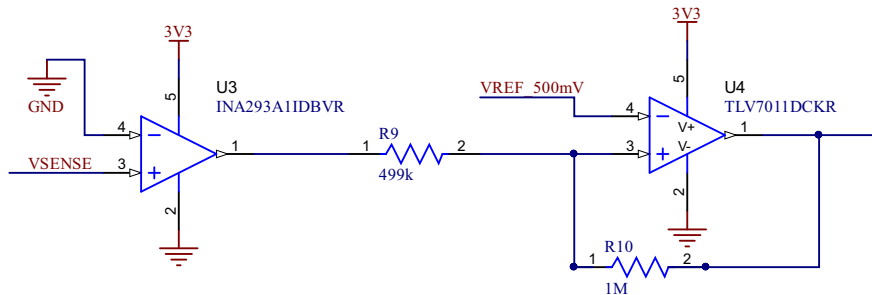 3V3
GND
4
5
U3
INA293A1IDBVR
1
VSENSE
3
2
R9
1
2
499k
3V3
VREF_500mV
4
5
U4
TLV7011DCKR
V+
V-
1
3
2
R10
1
2
1M